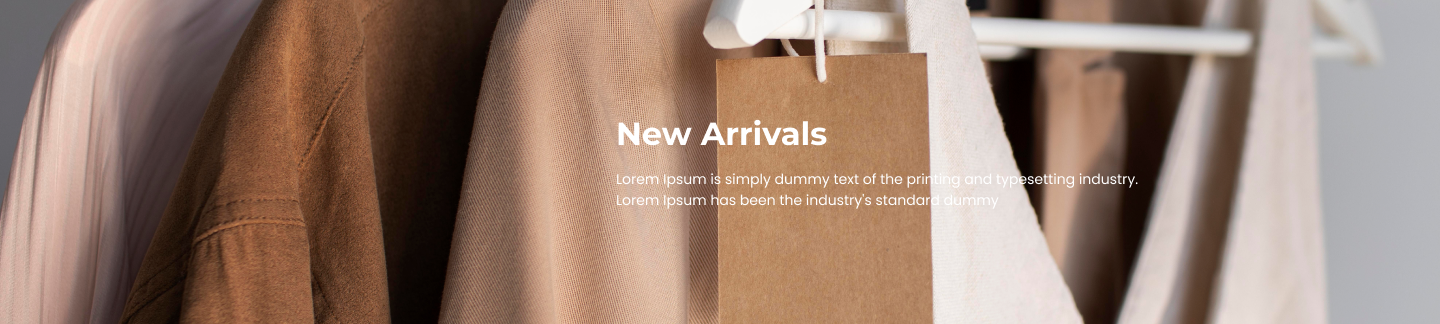 New Arrivals
Lorem Ipsum is simply dummy text of the printing and typesetting industry.
Lorem Ipsum has been the industry's standard dummy